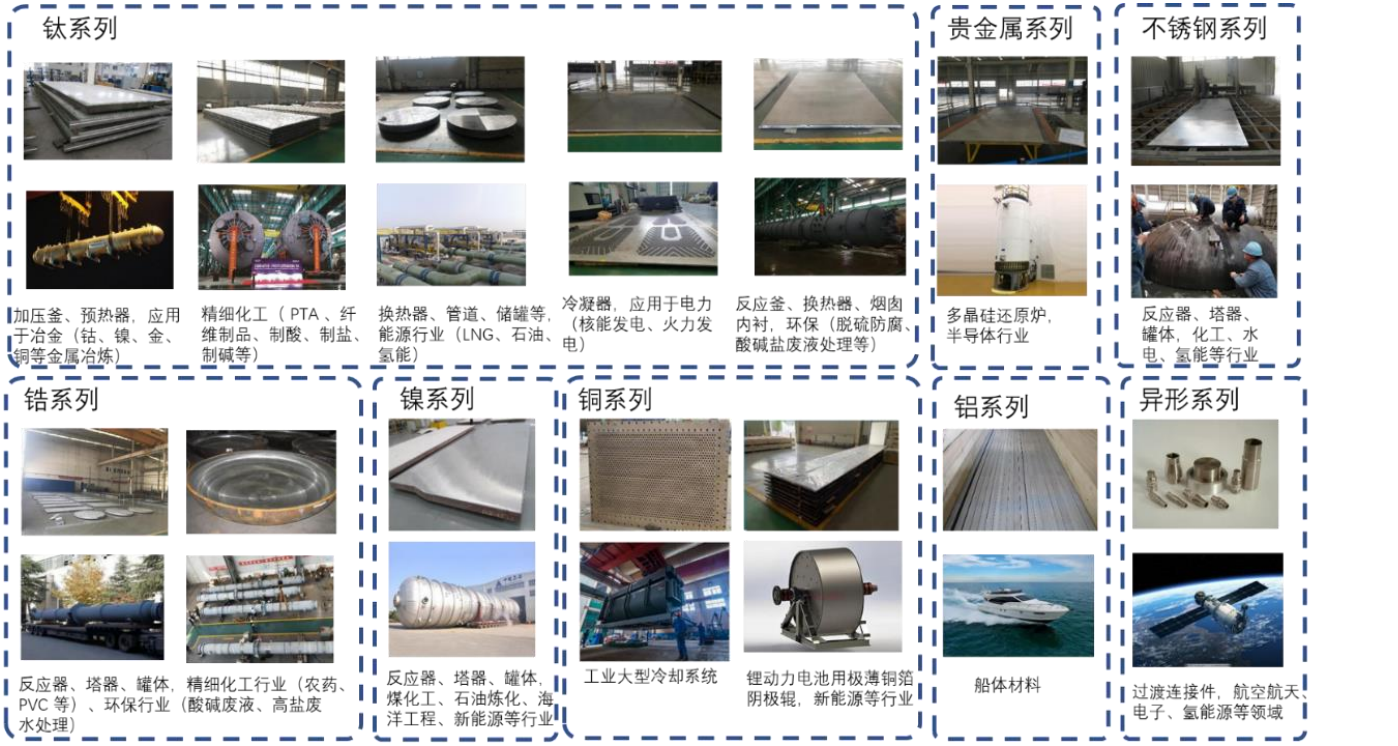 钛系列
加压釜、预热器，应用
于冶金（钴、镍、金、
铜等金属冶炼）
精细化工（PTA、纤
维制品、制酸、制盐、
制碱等）
换热器、管道、储罐等，
能源行业（LNG、石油、
氢能）
冷凝器，应用于电力
（核能发电、火力发
电）
反应釜、换热器、烟囱
内衬，环保（脱硫防腐、
酸碱盐废液处理等）
贵金属系列
多晶硅还原炉，
半导体行业
不锈钢系列
反应器、塔器、
罐体，化工、水
电、氢能等行业
锆系列
反应器、塔器、罐体，
PVC 等）、环保行业
水处理）
精细化工行业（农药、
（酸碱废液、高盐废
镍系列
反应器、塔器、罐体，
煤化工、石油炼化、海
洋工程、新能源等行业
铜系列
工业大型冷却系统
锂动力电池用极薄铜箔
阴极辊，新能源等行业
铝系列
船体材料
异形系列
过渡连接件，航空航天、
电子、氢能源等领域